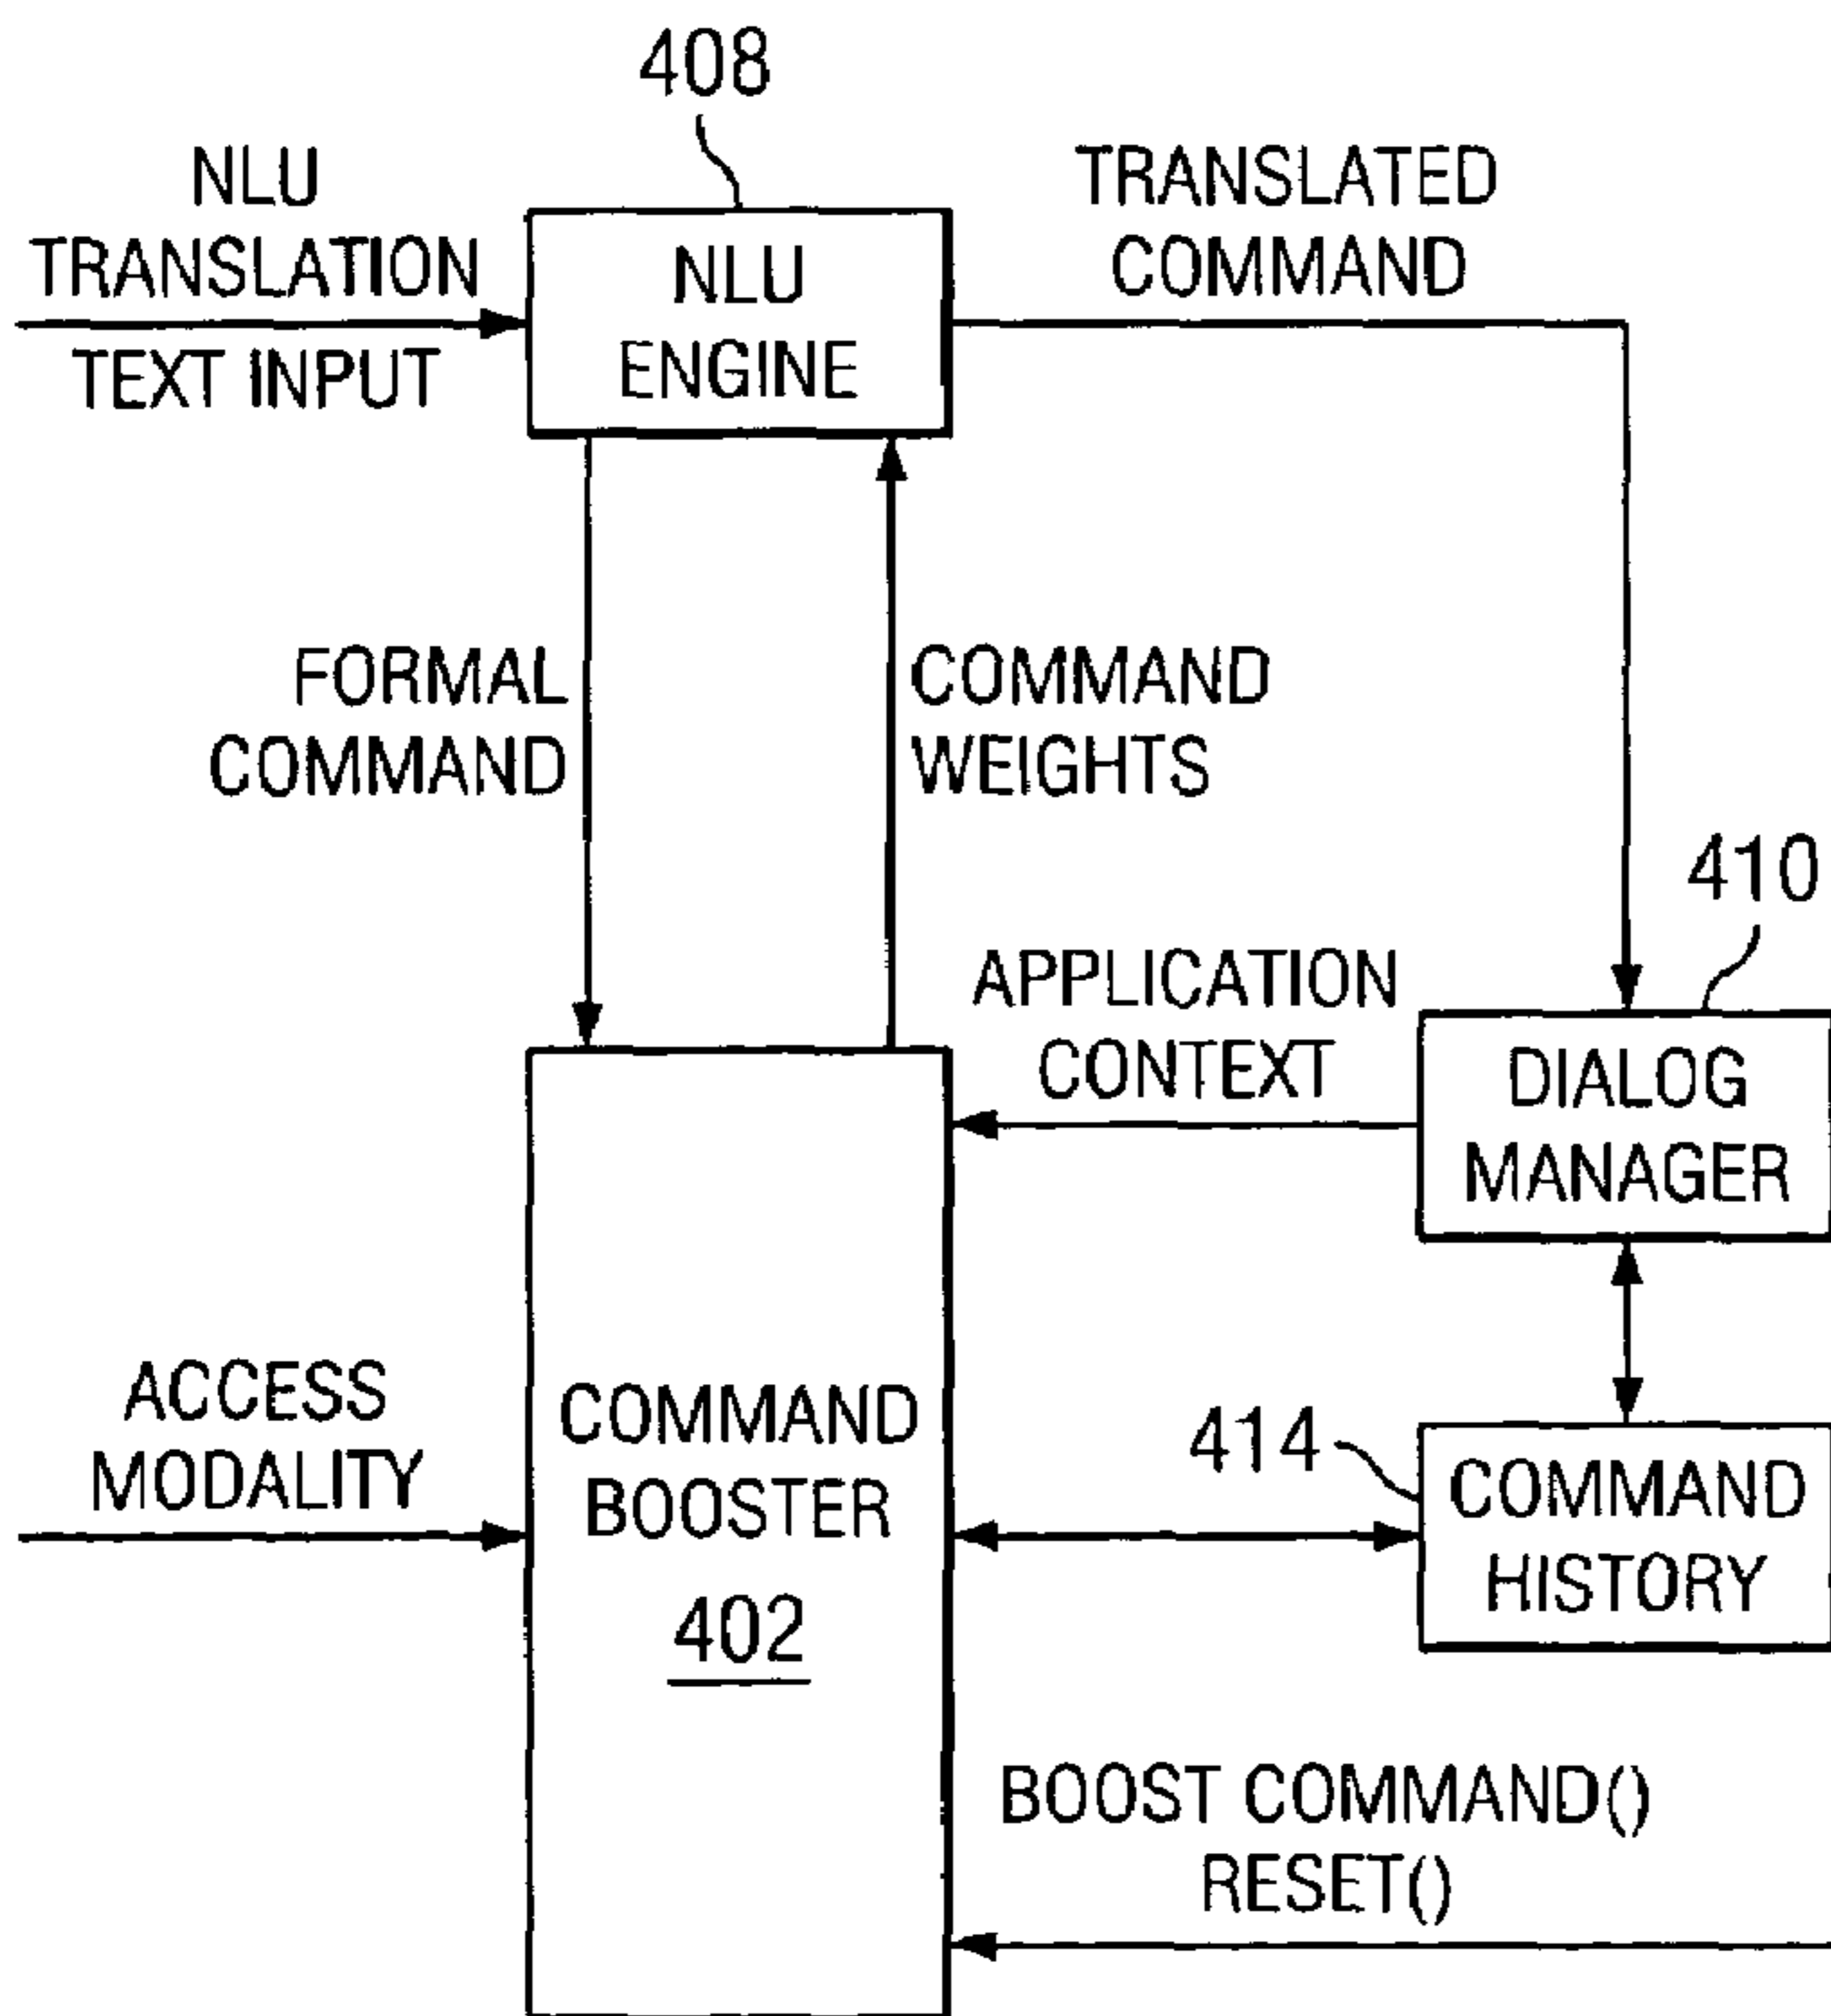 408
NLU
TRANSLATION
TEXT INPUT
NLU
ENGINE
TRANSLATED
COMMAND
FORMAL
COMMAND
COMMAND
WEIGHTS
410
APPLICATION
CONTEXT
DIALOG
MANAGER
ACCESS
MODALITY
COMMAND
BOOSTER
402
414
COMMAND
HISTORY
BOOST COMMAND()
RESET()